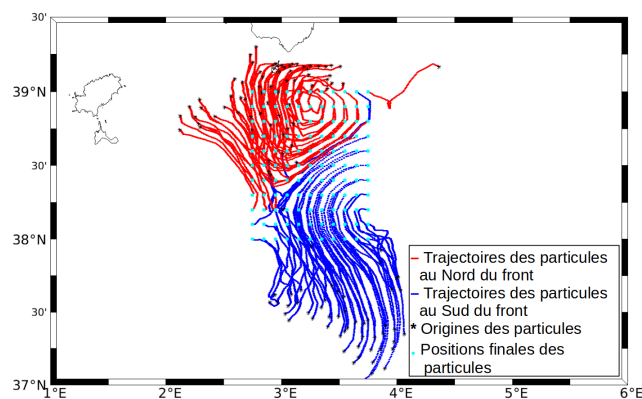 30'
39°N
30'
38°N
30'
37°N
1°E 2°E 3°E 4°E 5°E 6°E
Trajectoires des particules
au Nord du front
Trajectoires des particules
au Sud du front
* Origines des particules
Positions finales des
particules